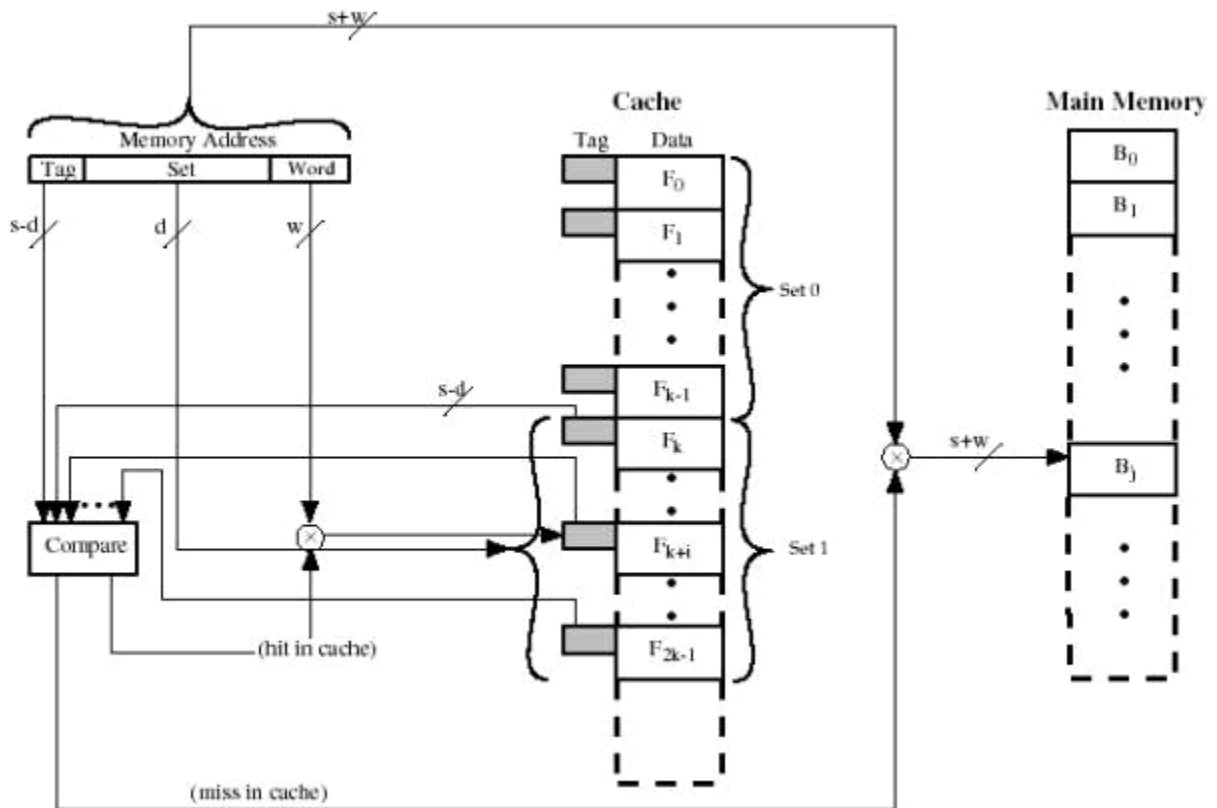 s+w
Cache
Main Memory
Memory Address
Tag Data
Tag Set Word
F0
B0
s-d d w
F1
B1
Set 0
s-d
Fk-1
Fk
s+w
Bj
Compare
Fk+i
Set 1
(hit in cache)
F2k-1
(miss in cache)